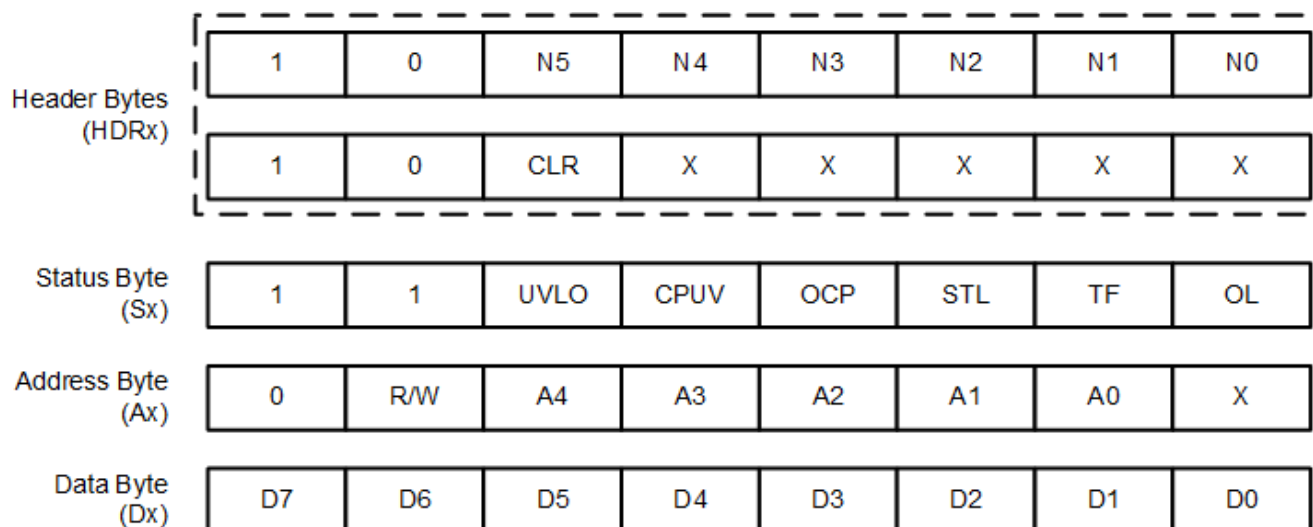 1 0 N5 N4 N3 N2 N1 N0
Header Bytes
(HDRx)
1 0 CLR X X X X X
Status Byte
(Sx)
1 1 UVLO CPUV OCP STL TF OL
Address Byte
(Ax)
0 R/W A4 A3 A2 A1 A0 X
Data Byte
(Dx)
D7 D6 D5 D4 D3 D2 D1 D0